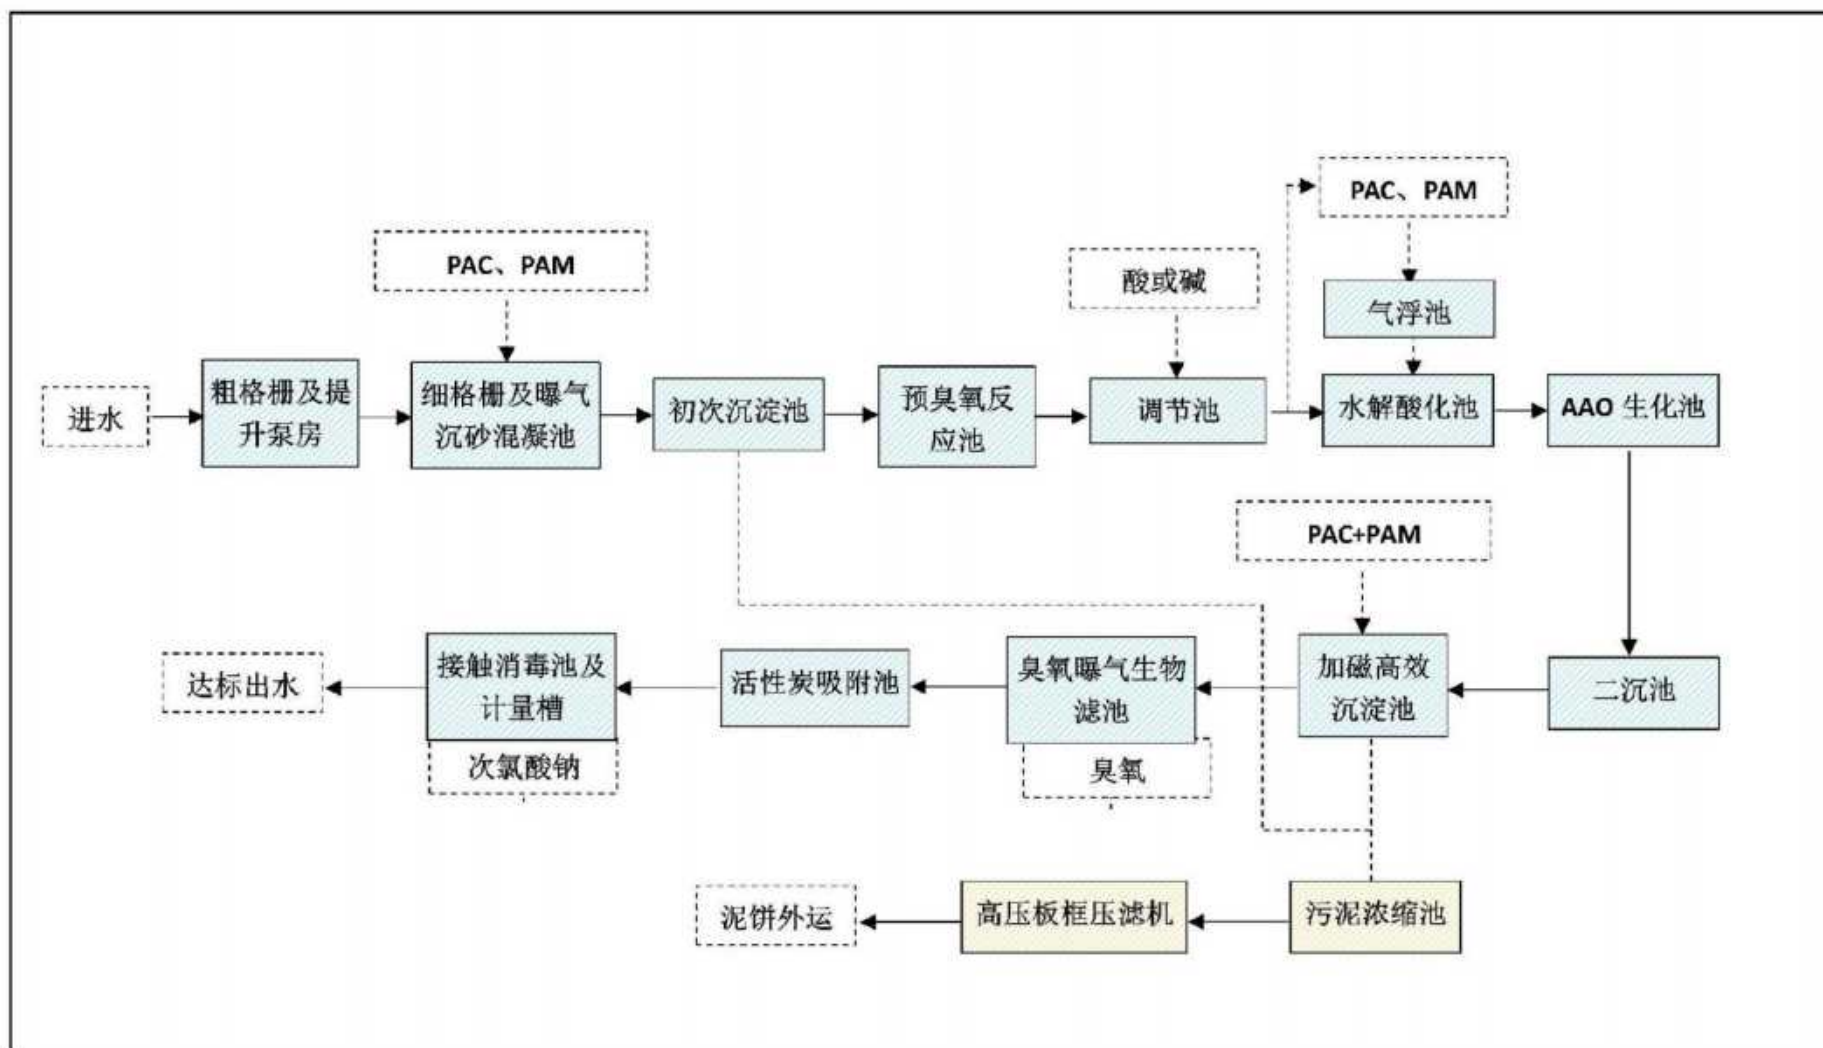 PAC、PAM
PAC、PAM
酸或碱
气浮池
进水
粗格栅及提
升泵房
细格栅及曝气
沉砂混凝池
初次沉淀池
预臭氧反
应池
调节池
水解酸化池
AAO 生化池
PAC+PAM
达标出水
接触消毒池及
计量槽
次氯酸钠
活性炭吸附池
臭氧曝气生物
滤池
臭氧
加磁高效
沉淀池
二沉池
泥饼外运
高压板框压滤机
污泥浓缩池